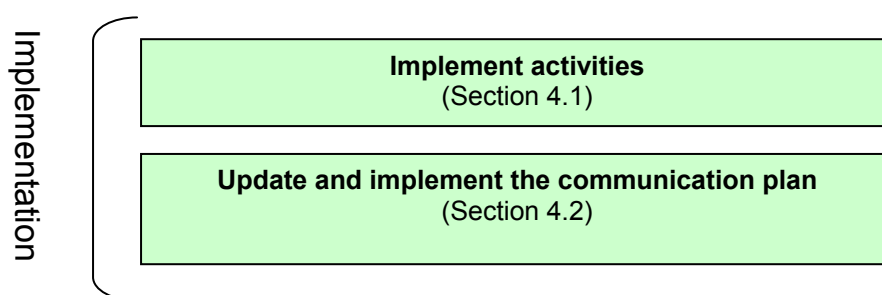 Implementation
Implement activities
(Section 4.1)
Update and implement the communication plan
(Section 4.2)